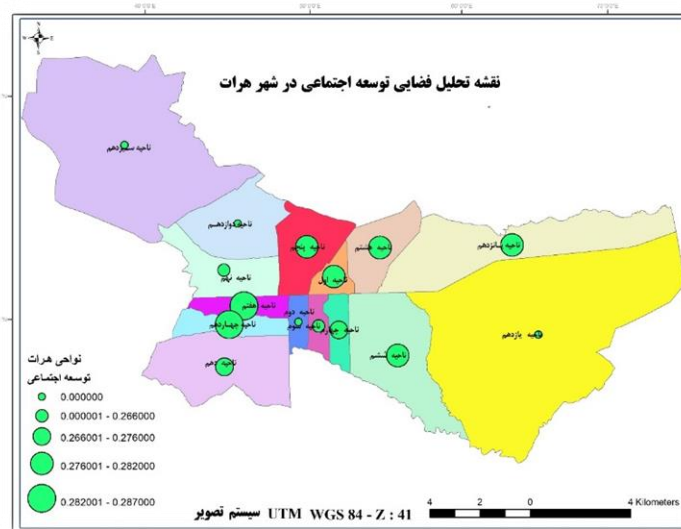 نقشه تحلیل فضایی توسعه اجتماعی در شهر هرات
ناحیه سیزدهم
ناحیه دوازدهم
ناحیه پنجم
ناحیه هشتم
ناحیه پانزدهم
ناحیه نهم
ناحیه اول
ناحیه هفتم
ناحیه دوم
ناحیه چهاردهم
ناحیه سوم
ناحیه چهارم
ناحیه یازدهم
ناحیه ششم
ناحیه دهم
نواحی هرات
توسعه اجتماعی
0.000000
0.000001 - 0.266000
0.266001 - 0.276000
0.276001 - 0.282000
0.282001 - 0.287000
4 2 0 4 Kilometers
سیستم تصویر UTM WGS 84 - Z : 41